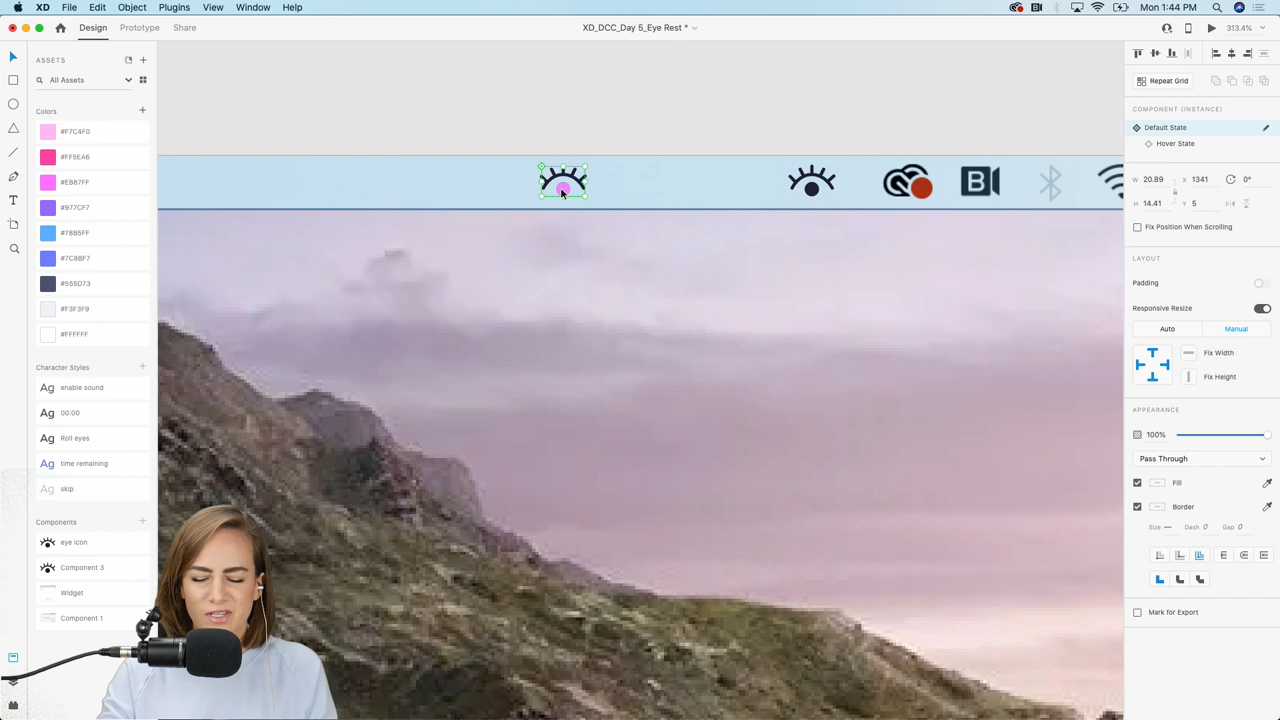 XD File Edit Object Plugins View Window Help Mon 1:44 PM
Design Prototype Share XD_DCC_Day 5_Eye Rest * 313.4%
ASSETS
All Assets
Colors
#F7C4F0
#FF5EA6
#EB87FF
#977CF7
#78B5FF
#7C8BF7
#555D73
#F3F3F9
#FFFFFF
Character Styles
Ag enable sound
Ag 00:00
Ag Roll eyes
Ag time remaining
Ag skip
Components
eye icon
Component 3
Widget
Component 1
Repeat Grid
COMPONENT (INSTANCE)
Default State
Hover State
W 20.89 X 1341 0°
H 14.41 Y 5
Fix Position When Scrolling
LAYOUT
Padding
Responsive Resize
Auto Manual
Fix Width
Fix Height
APPEARANCE
100%
Pass Through
Fill
Border
Size — Dash 0 Gap 0
Mark for Export